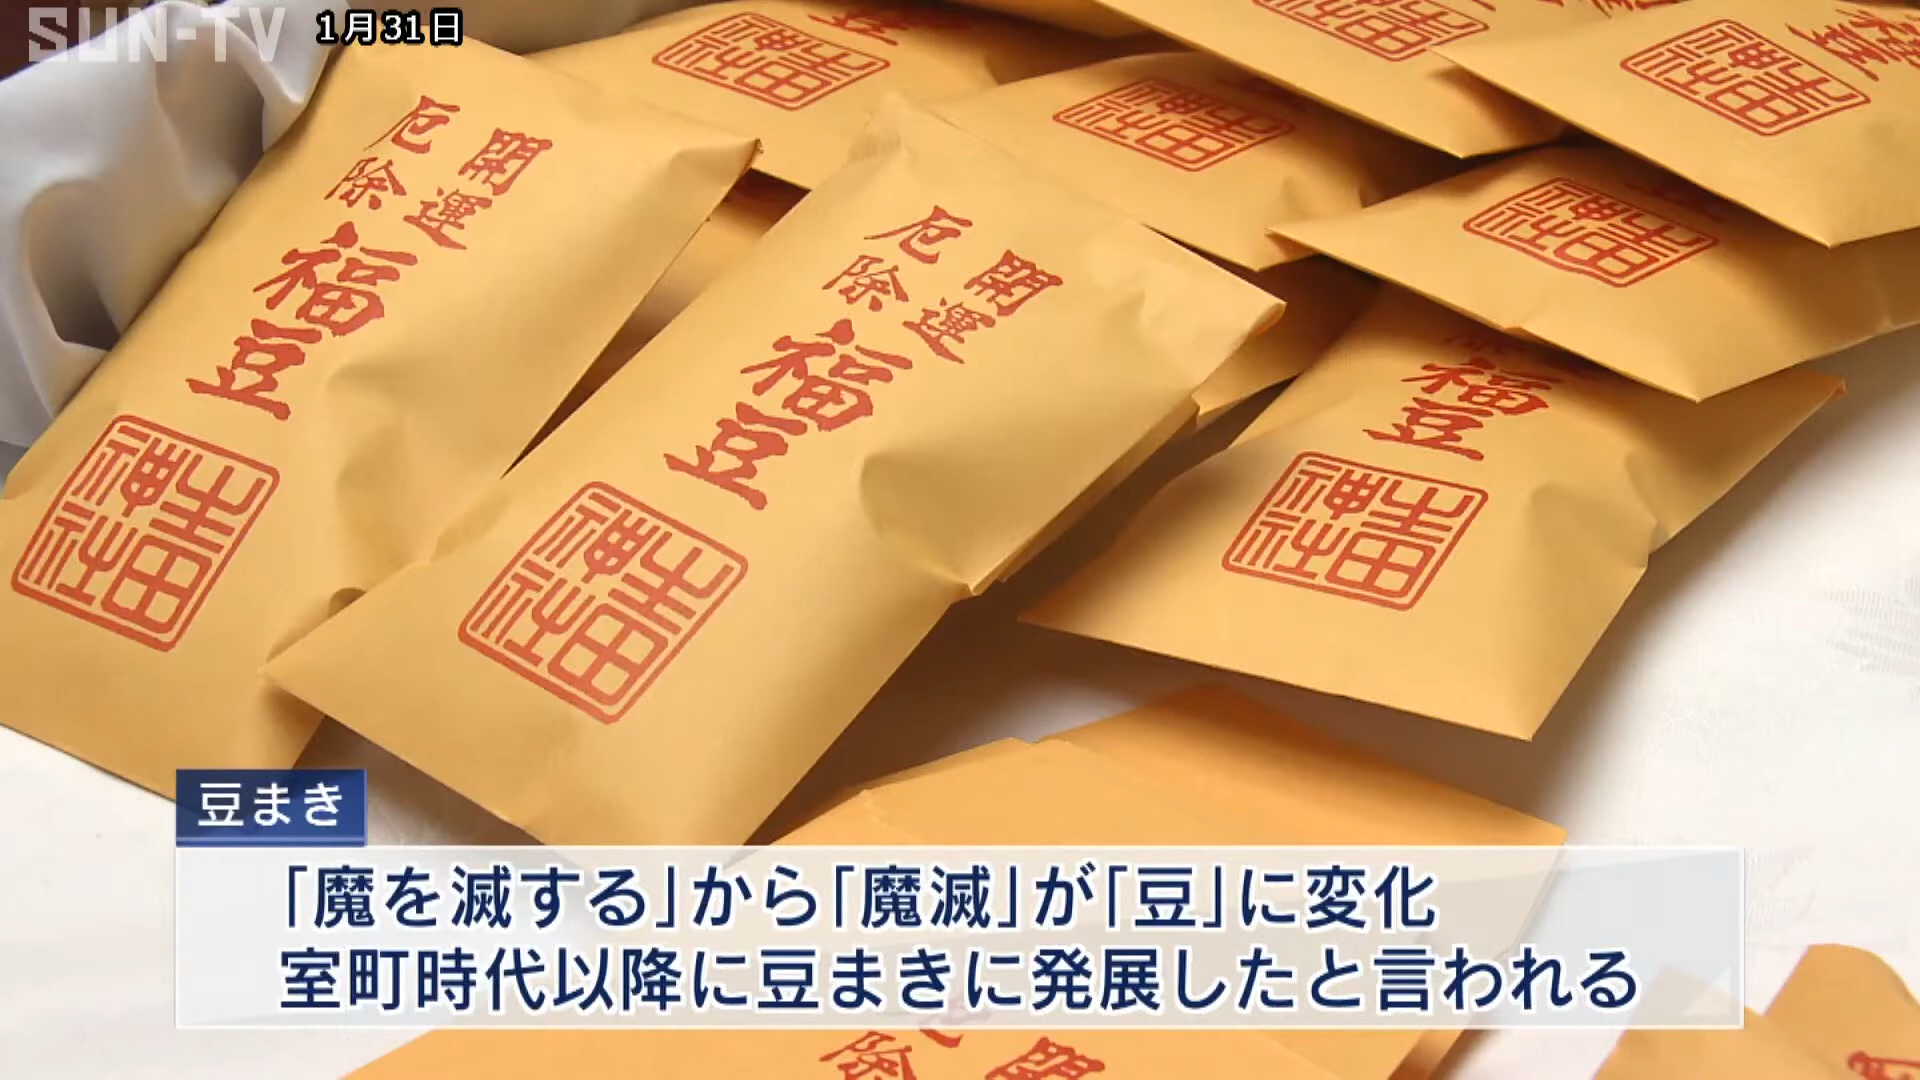 SUN-TV 1月31日
開運
厄除
福豆
生田
神社
開運
厄除
福豆
生田
神社
福豆
生田
神社
生田
神社
生田
神社
生田
神社
生田
神社
豆まき
「魔を滅する」から「魔滅」が「豆」に変化
室町時代以降に豆まきに発展したと言われる
開
除